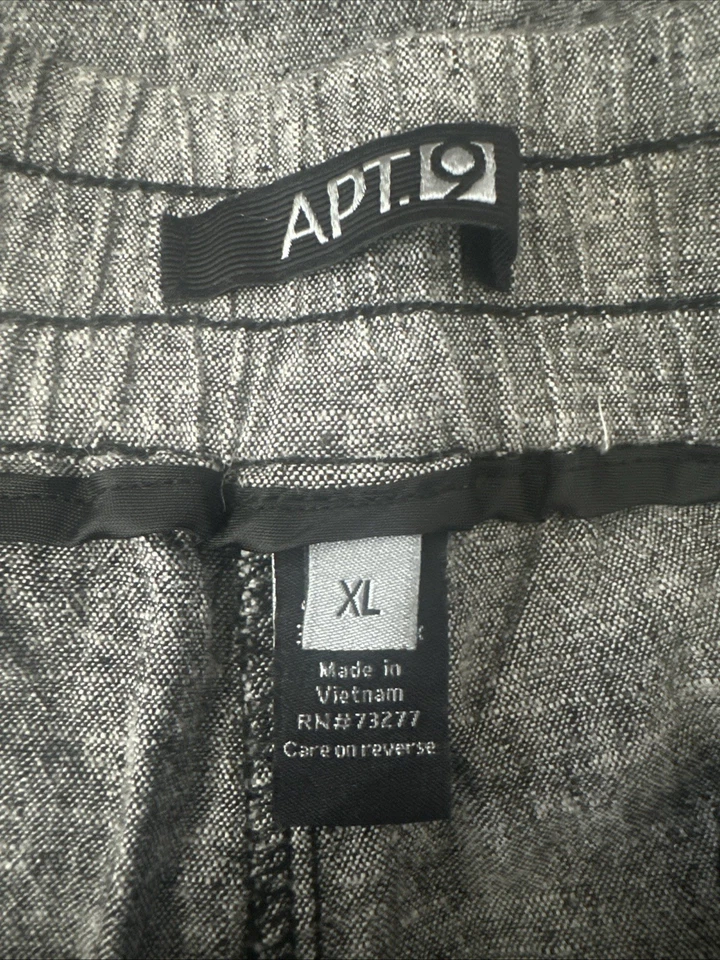 APT.9
XL
Made in
Vietnam
RN#73277
Care on reverse